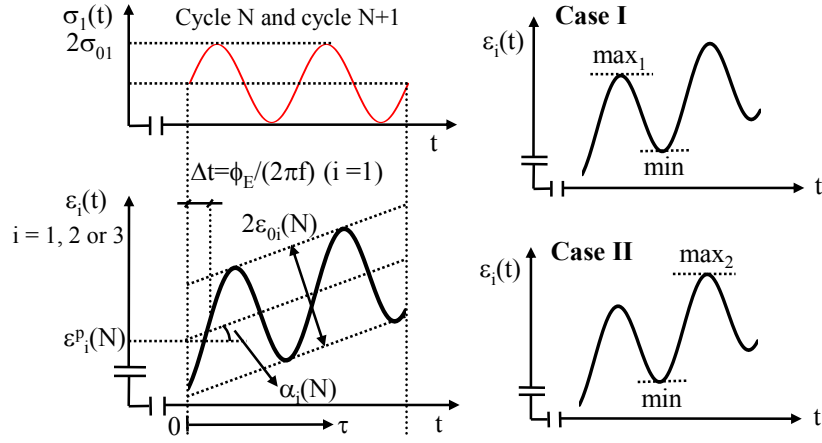 σ₁(t)
Cycle N and cycle N+1
2σ₀₁
t
Δt=ϕ_E/(2πf) (i =1)
εᵢ(t)
i = 1, 2 or 3
2ε₀ᵢ(N)
εᵖᵢ(N)
αᵢ(N)
0
τ
t
Case I
εᵢ(t)
max₁
min
t
Case II
εᵢ(t)
max₂
min
t